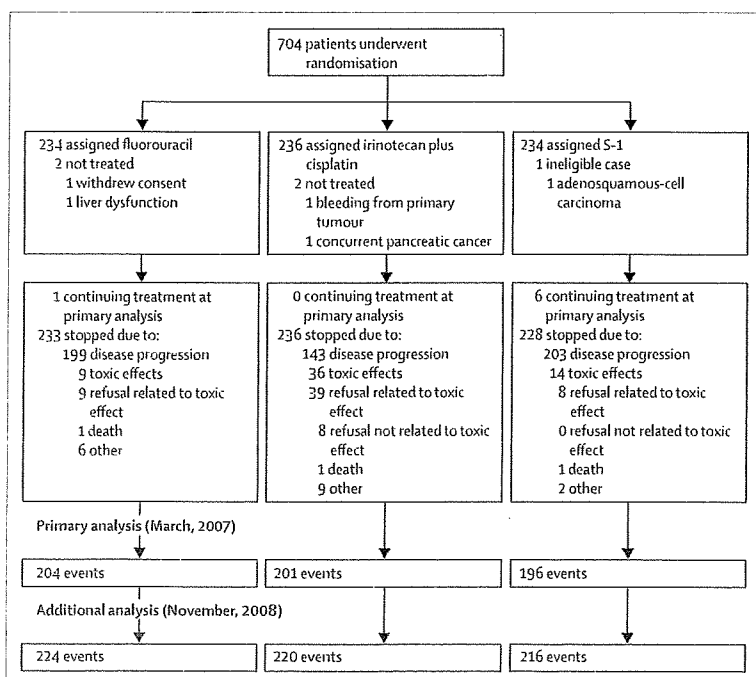 704 patients underwent
randomisation
234 assigned fluorouracil
2 not treated
1 withdrew consent
1 liver dysfunction
236 assigned irinotecan plus
cisplatin
2 not treated
1 bleeding from primary
tumour
1 concurrent pancreatic cancer
234 assigned S-1
1 ineligible case
1 adenosquamous-cell
carcinoma
1 continuing treatment at
primary analysis
233 stopped due to:
199 disease progression
9 toxic effects
9 refusal related to toxic
effect
1 death
6 other
0 continuing treatment at
primary analysis
236 stopped due to:
143 disease progression
36 toxic effects
39 refusal related to toxic
effect
8 refusal not related to toxic
effect
1 death
9 other
6 continuing treatment at
primary analysis
228 stopped due to:
203 disease progression
14 toxic effects
8 refusal related to toxic
effect
0 refusal not related to toxic
effect
1 death
2 other
Primary analysis (March, 2007)
204 events
201 events
196 events
Additional analysis (November, 2008)
224 events
220 events
216 events